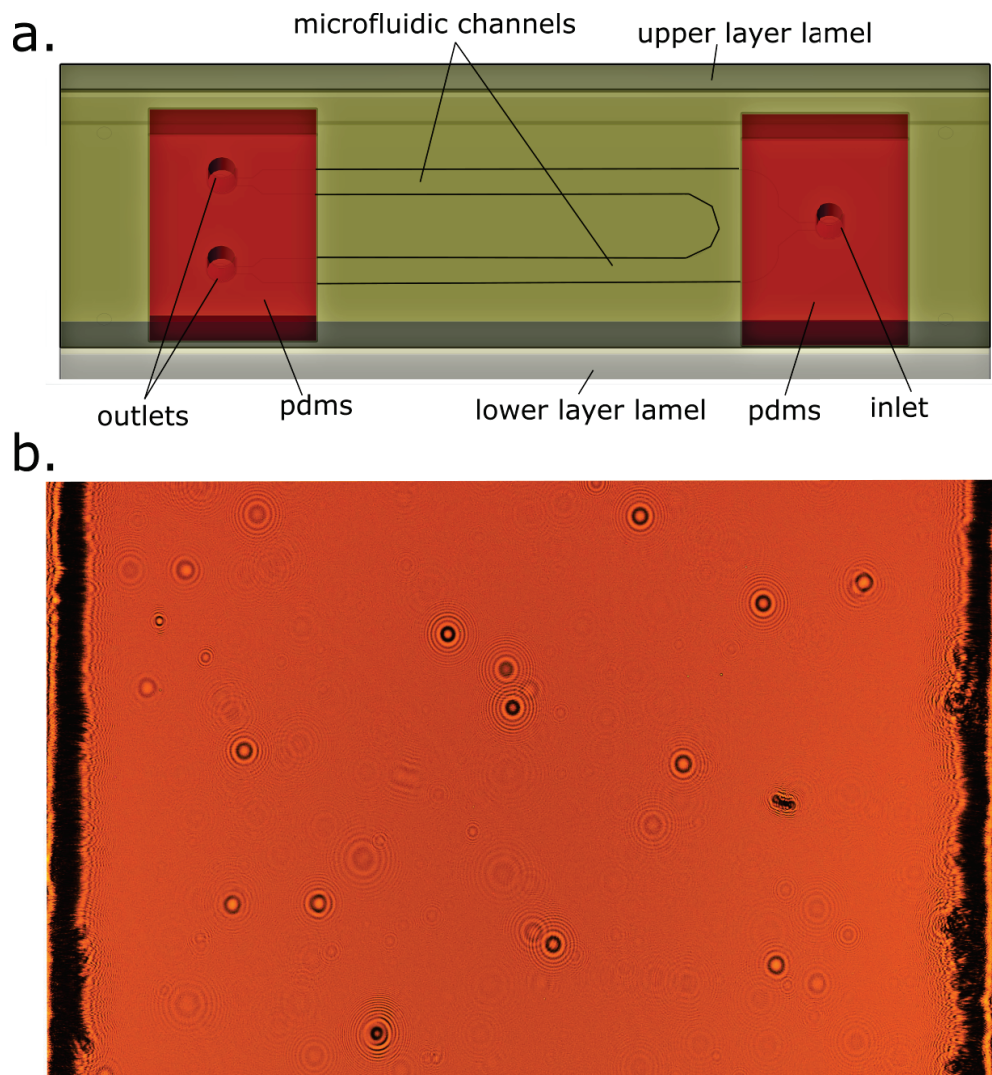 a.
microfluidic channels
upper layer lamel
outlets
pdms
lower layer lamel
pdms
inlet
b.